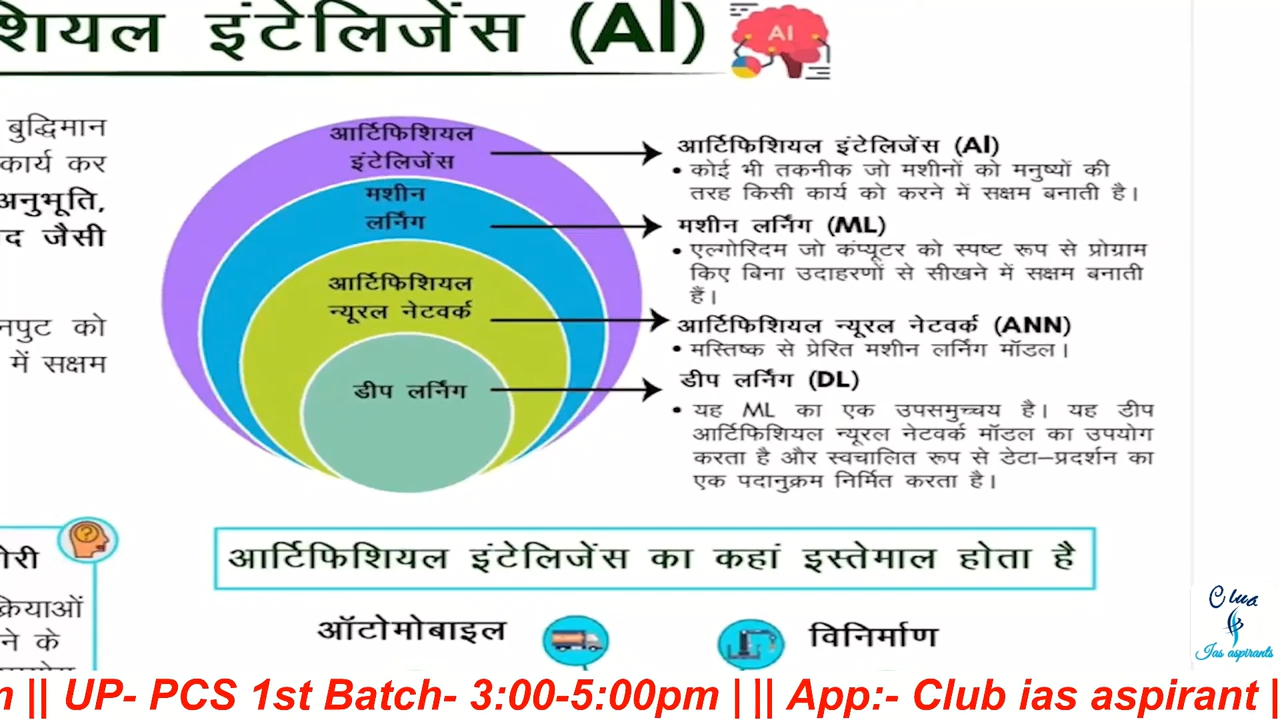 शियल इंटेलिजेंस (AI)
AI
बुद्धिमान
कार्य कर
अनुभूति,
द जैसी
नपुट को
में सक्षम
आर्टिफिशियल
इंटेलिजेंस
मशीन
लर्निंग
आर्टिफिशियल
न्यूरल नेटवर्क
डीप लर्निंग
आर्टिफिशियल इंटेलिजेंस (AI)
• कोई भी तकनीक जो मशीनों को मनुष्यों की
तरह किसी कार्य को करने में सक्षम बनाती है।
मशीन लर्निंग (ML)
• एल्गोरिदम जो कंप्यूटर को स्पष्ट रूप से प्रोग्राम
किए बिना उदाहरणों से सीखने में सक्षम बनाती
हैं।
आर्टिफिशियल न्यूरल नेटवर्क (ANN)
• मस्तिष्क से प्रेरित मशीन लर्निंग मॉडल।
डीप लर्निंग (DL)
• यह ML का एक उपसमुच्चय है। यह डीप
आर्टिफिशियल न्यूरल नेटवर्क मॉडल का उपयोग
करता है और स्वचालित रूप से डेटा–प्रदर्शन का
एक पदानुक्रम निर्मित करता है।
आर्टिफिशियल इंटेलिजेंस का कहां इस्तेमाल होता है
ोरी
क्रियाओं
ने के
ऑटोमोबाइल
विनिर्माण
Club
Ias aspirants
|| UP- PCS 1st Batch- 3:00-5:00pm | || App:- Club ias aspirant |